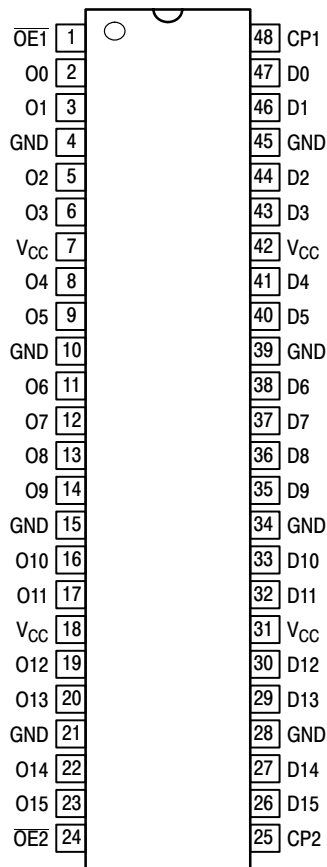 O̅E̅1̅ 1 48 CP1
O0 2 47 D0
O1 3 46 D1
GND 4 45 GND
O2 5 44 D2
O3 6 43 D3
VCC 7 42 VCC
O4 8 41 D4
O5 9 40 D5
GND 10 39 GND
O6 11 38 D6
O7 12 37 D7
O8 13 36 D8
O9 14 35 D9
GND 15 34 GND
O10 16 33 D10
O11 17 32 D11
VCC 18 31 VCC
O12 19 30 D12
O13 20 29 D13
GND 21 28 GND
O14 22 27 D14
O15 23 26 D15
O̅E̅2̅ 24 25 CP2